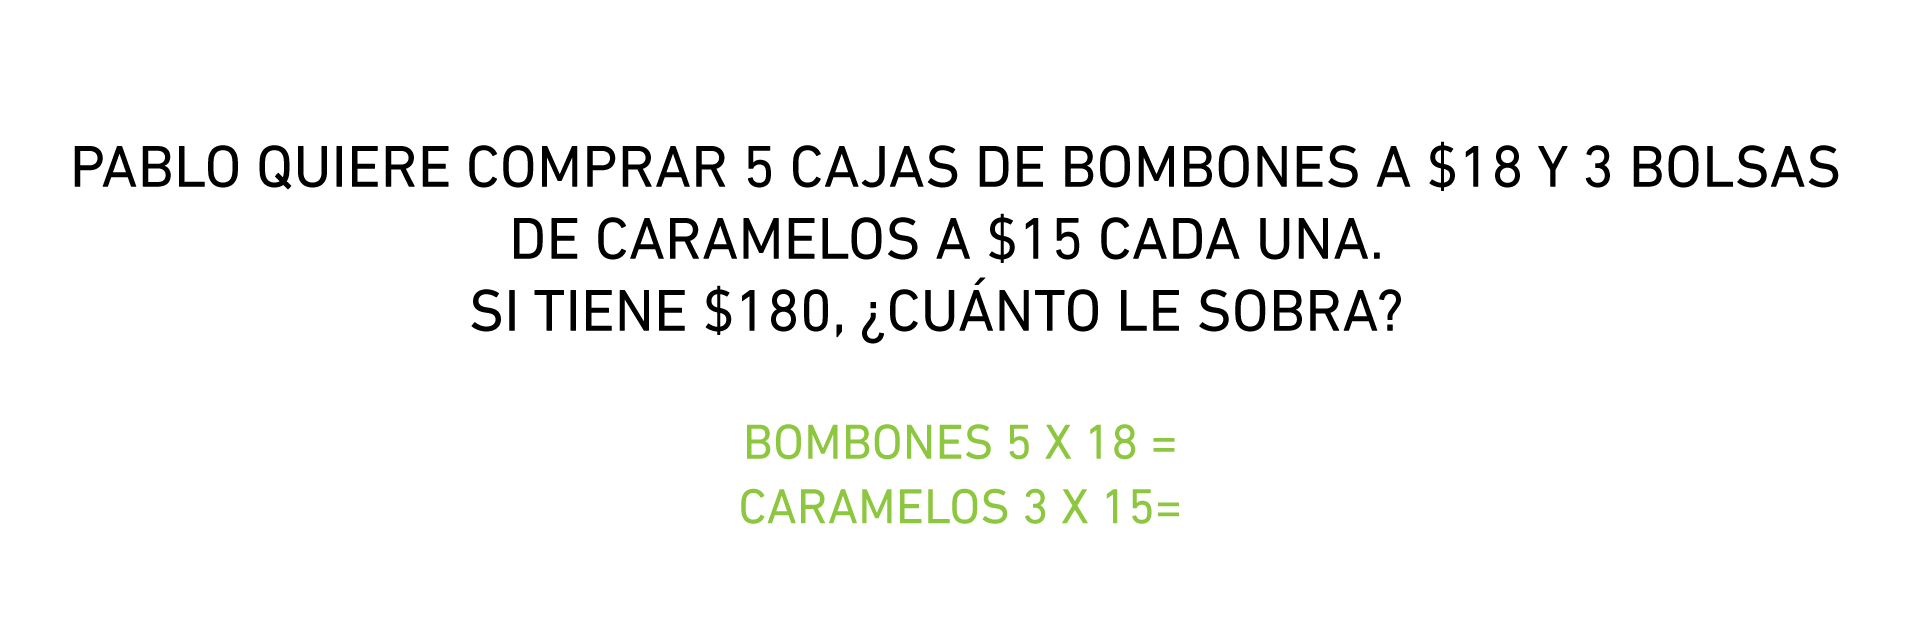 PABLO QUIERE COMPRAR 5 CAJAS DE BOMBONES A $18 Y 3 BOLSAS
DE CARAMELOS A $15 CADA UNA.
SI TIENE $180, ¿CUÁNTO LE SOBRA?
BOMBONES 5 X 18 =
CARAMELOS 3 X 15=